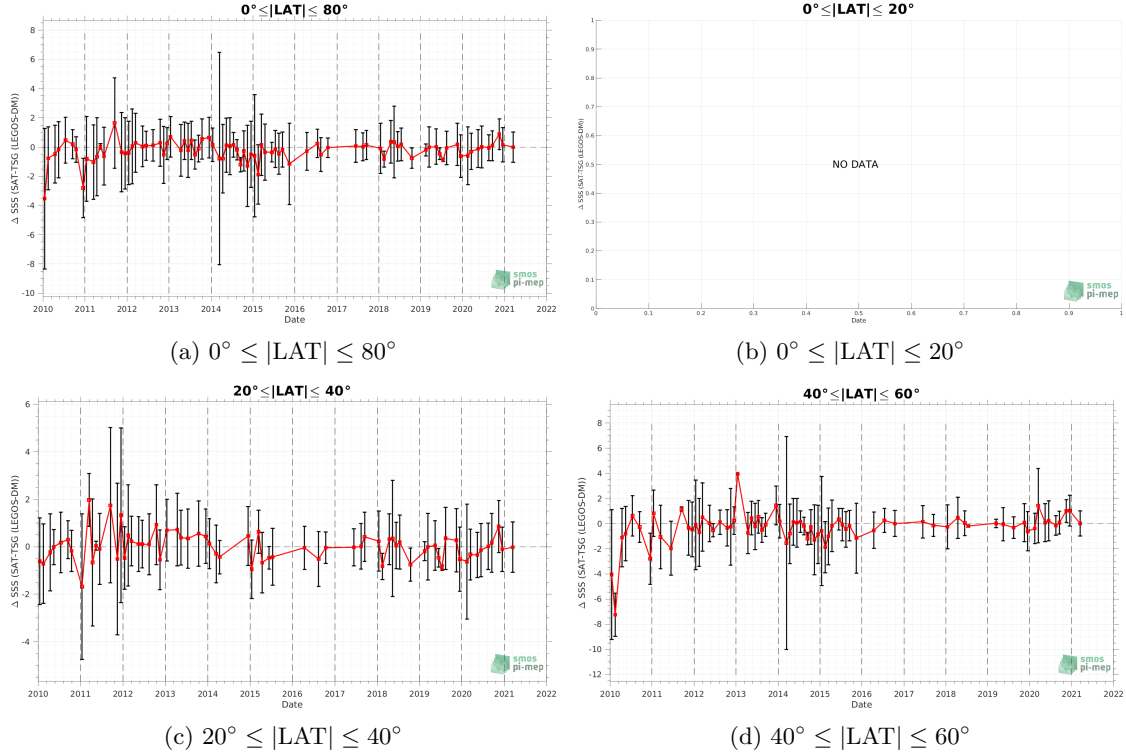 0°≤|LAT|≤ 80°
8
6
4
2
0
-2
-4
-6
-8
-10
Δ SSS (SAT-TSG (LEGOS-DM))
2010 2011 2012 2013 2014 2015 2016 2017 2018 2019 2020 2021 2022
Date
smos
pi-mep
(a) 0° ≤ |LAT| ≤ 80°
0°≤|LAT|≤ 20°
1
0.9
0.8
0.7
0.6
0.5
0.4
0.3
0.2
0.1
0
Δ SSS (SAT-TSG (LEGOS-DM))
NO DATA
0 0.1 0.2 0.3 0.4 0.5 0.6 0.7 0.8 0.9 1
Date
smos
pi-mep
(b) 0° ≤ |LAT| ≤ 20°
20°≤|LAT|≤ 40°
6
4
2
0
-2
-4
Δ SSS (SAT-TSG (LEGOS-DM))
2010 2011 2012 2013 2014 2015 2016 2017 2018 2019 2020 2021 2022
Date
smos
pi-mep
(c) 20° ≤ |LAT| ≤ 40°
40°≤|LAT|≤ 60°
8
6
4
2
0
-2
-4
-6
-8
-10
-12
Δ SSS (SAT-TSG (LEGOS-DM))
2010 2011 2012 2013 2014 2015 2016 2017 2018 2019 2020 2021 2022
Date
smos
pi-mep
(d) 40° ≤ |LAT| ≤ 60°